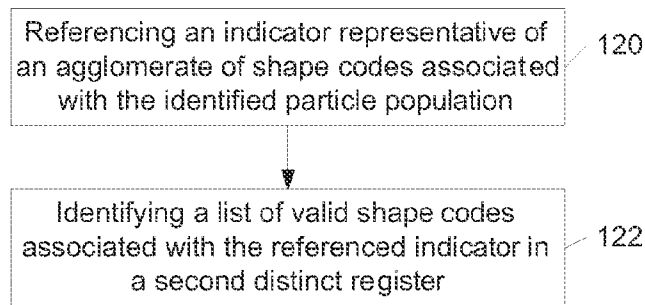 Referencing an indicator representative of
an agglomerate of shape codes associated
with the identified particle population
120
Identifying a list of valid shape codes
associated with the referenced indicator in
a second distinct register
122